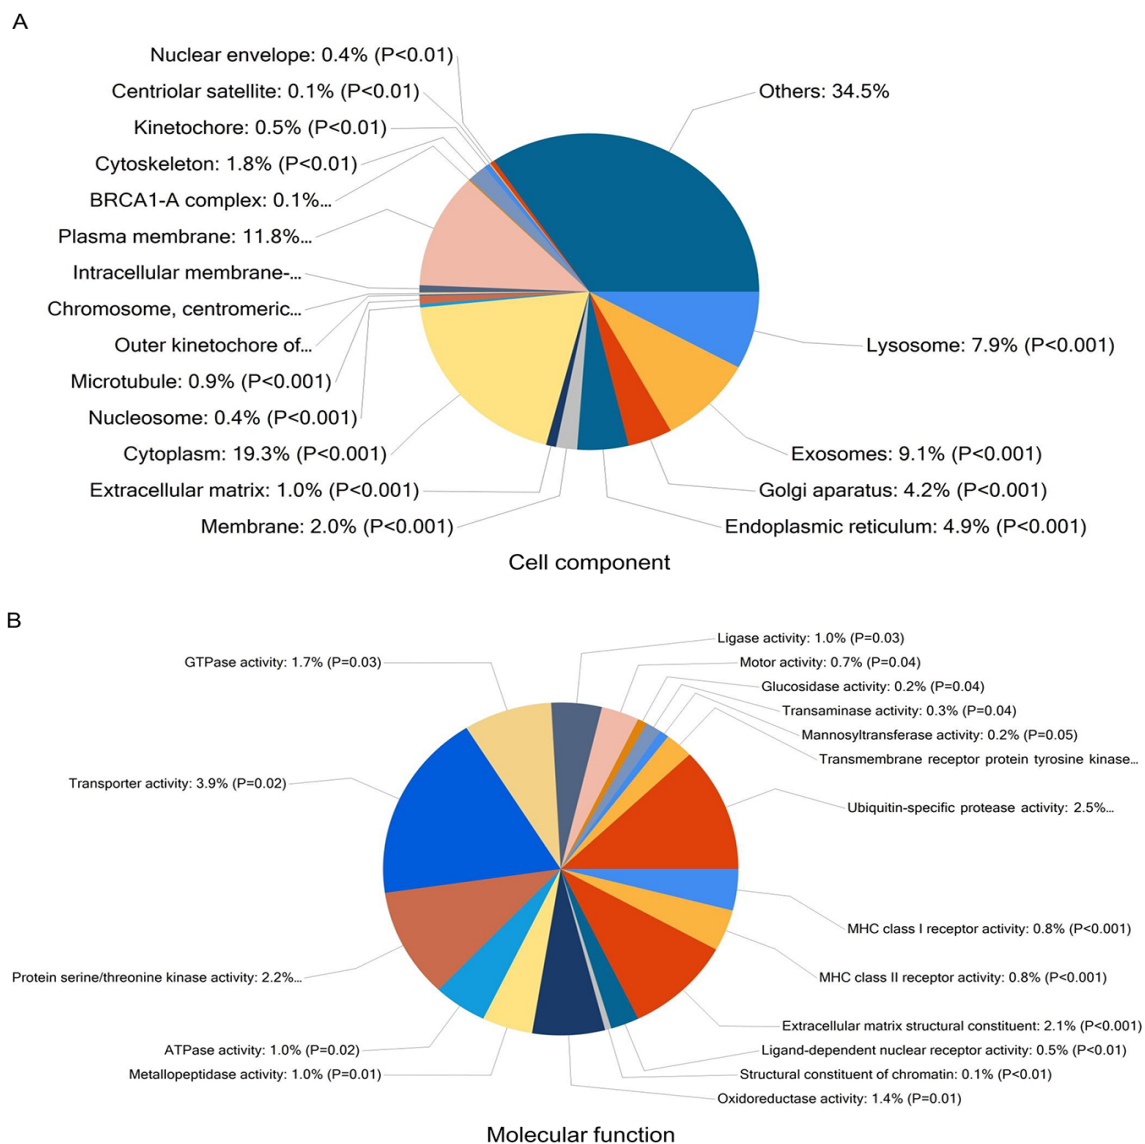 A
Nuclear envelope: 0.4% (P<0.01)
Centriolar satellite: 0.1% (P<0.01)
Kinetochore: 0.5% (P<0.01)
Cytoskeleton: 1.8% (P<0.01)
BRCA1-A complex: 0.1%...
Plasma membrane: 11.8%...
Intracellular membrane-...
Chromosome, centromeric...
Outer kinetochore of...
Microtubule: 0.9% (P<0.001)
Nucleosome: 0.4% (P<0.001)
Cytoplasm: 19.3% (P<0.001)
Extracellular matrix: 1.0% (P<0.001)
Membrane: 2.0% (P<0.001)
Others: 34.5%
Lysosome: 7.9% (P<0.001)
Exosomes: 9.1% (P<0.001)
Golgi aparatus: 4.2% (P<0.001)
Endoplasmic reticulum: 4.9% (P<0.001)
Cell component
B
GTPase activity: 1.7% (P=0.03)
Transporter activity: 3.9% (P=0.02)
Protein serine/threonine kinase activity: 2.2%...
ATPase activity: 1.0% (P=0.02)
Metallopeptidase activity: 1.0% (P=0.01)
Ligase activity: 1.0% (P=0.03)
Motor activity: 0.7% (P=0.04)
Glucosidase activity: 0.2% (P=0.04)
Transaminase activity: 0.3% (P=0.04)
Mannosyltransferase activity: 0.2% (P=0.05)
Transmembrane receptor protein tyrosine kinase...
Ubiquitin-specific protease activity: 2.5%...
MHC class I receptor activity: 0.8% (P<0.001)
MHC class II receptor activity: 0.8% (P<0.001)
Extracellular matrix structural constituent: 2.1% (P<0.001)
Ligand-dependent nuclear receptor activity: 0.5% (P<0.01)
Structural constituent of chromatin: 0.1% (P<0.01)
Oxidoreductase activity: 1.4% (P=0.01)
Molecular function